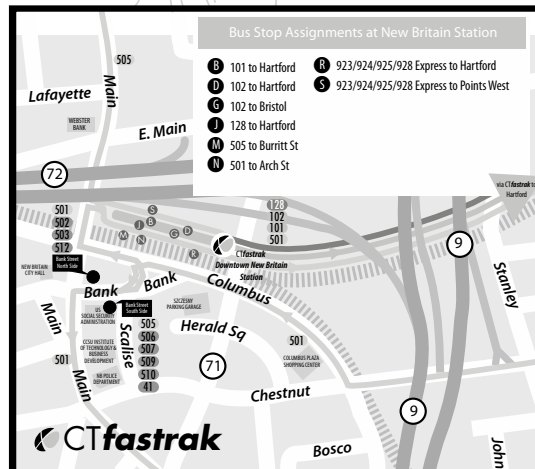 Bus Stop Assignments at New Britain Station
B 101 to Hartford
D 102 to Hartford
G 102 to Bristol
J 128 to Hartford
M 505 to Burritt St
N 501 to Arch St
R 923/924/925/928 Express to Hartford
S 923/924/925/928 Express to Points West
505
Main
Lafayette
WEBSTER
BANK
E. Main
72
via CTfastrak to
Hartford
501
502
503
512
Bank Street
North Side
NEW BRITAIN
CITY HALL
S
J
B
M
N
G
D
R
128
102
101
501
CTfastrak
Downtown New Britain
Station
9
Stanley
Bank
Bank
Columbus
Bank Street
South Side
US
SOCIAL SECURITY
ADMINISTRATION
SZCZESNY
PARKING GARAGE
Main
Scalise
505
506
507
509
510
41
Herald Sq
CCSU INSTITUTE
OF TECHNOLOGY &
BUSINESS
DEVELOPMENT
501
NB POLICE
DEPARTMENT
Main
71
501
COLUMBUS PLAZA
SHOPPING CENTER
Chestnut
9
CTfastrak
Bosco
John